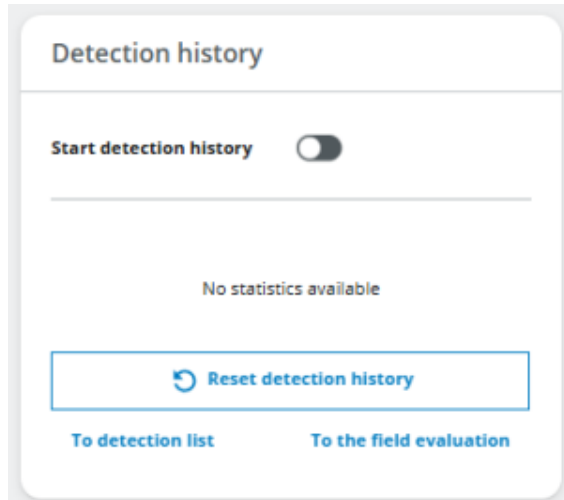 Detection history
Start detection history
No statistics available
Reset detection history
To detection list
To the field evaluation